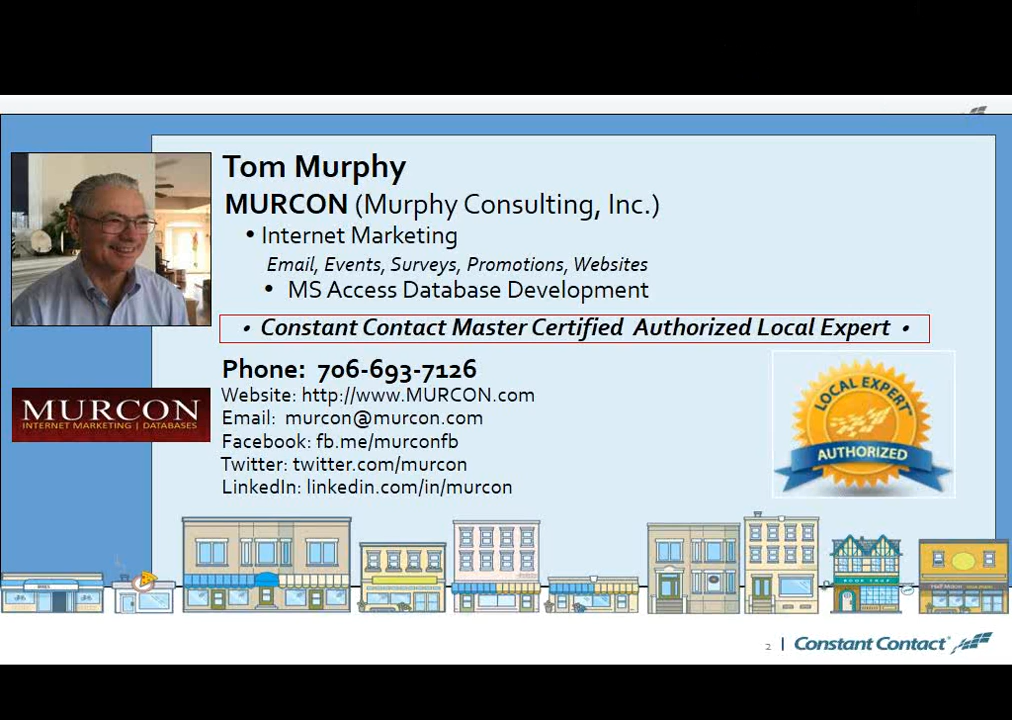 Tom Murphy
MURCON (Murphy Consulting, Inc.)
• Internet Marketing
Email, Events, Surveys, Promotions, Websites
• MS Access Database Development
• Constant Contact Master Certified Authorized Local Expert •
Phone: 706-693-7126
Website: http://www.MURCON.com
Email: murcon@murcon.com
Facebook: fb.me/murconfb
Twitter: twitter.com/murcon
LinkedIn: linkedin.com/in/murcon
MURCON
INTERNET MARKETING | DATABASES
LOCAL EXPERT
AUTHORIZED
BOOK SHOP
2 | Constant Contact